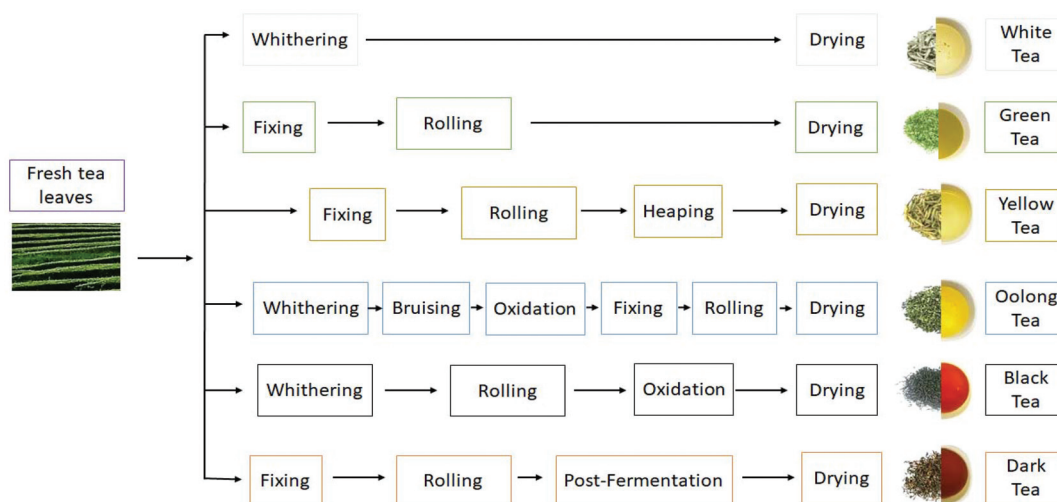 Fresh tea
leaves
Whithering
Drying
White
Tea
Fixing
Rolling
Drying
Green
Tea
Fixing
Rolling
Heaping
Drying
Yellow
Tea
Whithering
Bruising
Oxidation
Fixing
Rolling
Drying
Oolong
Tea
Whithering
Rolling
Oxidation
Drying
Black
Tea
Fixing
Rolling
Post-Fermentation
Drying
Dark
Tea